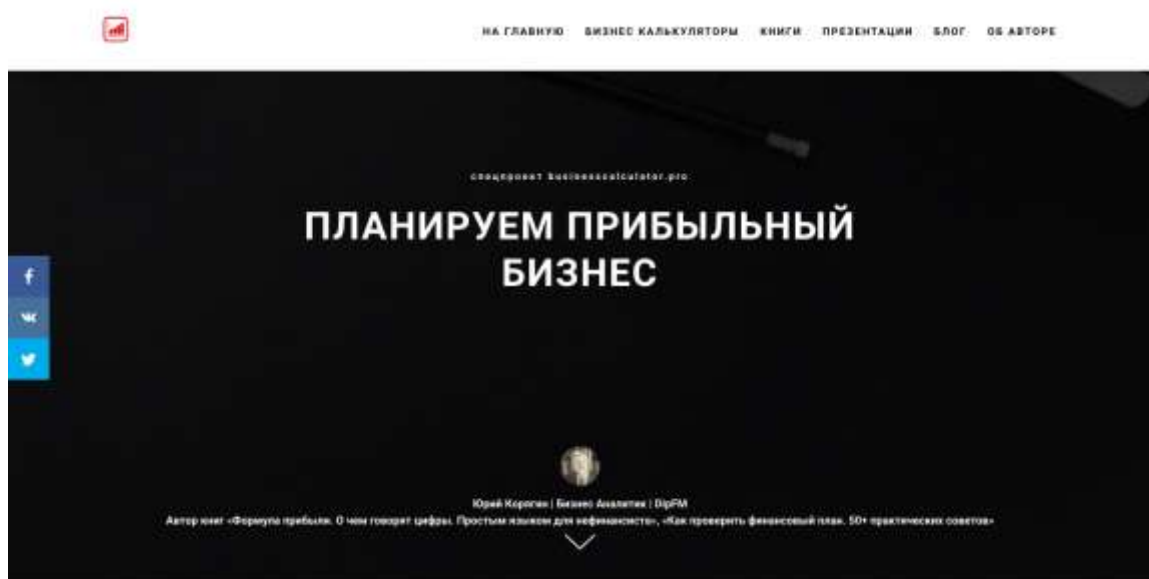 НА ГЛАВНУЮ БИЗНЕС КАЛЬКУЛЯТОРЫ КНИГИ ПРЕЗЕНТАЦИИ БЛОГ ОБ АВТОРЕ
спецпроект businesscalculator.pro
ПЛАНИРУЕМ ПРИБЫЛЬНЫЙ
БИЗНЕС
Юрий Корогин | Бизнес Аналитик | DipFM
Автор книг «Формула прибыли. О чем говорят цифры. Простым языком для нефинансиста», «Как проверить финансовый план. 50+ практических советов»